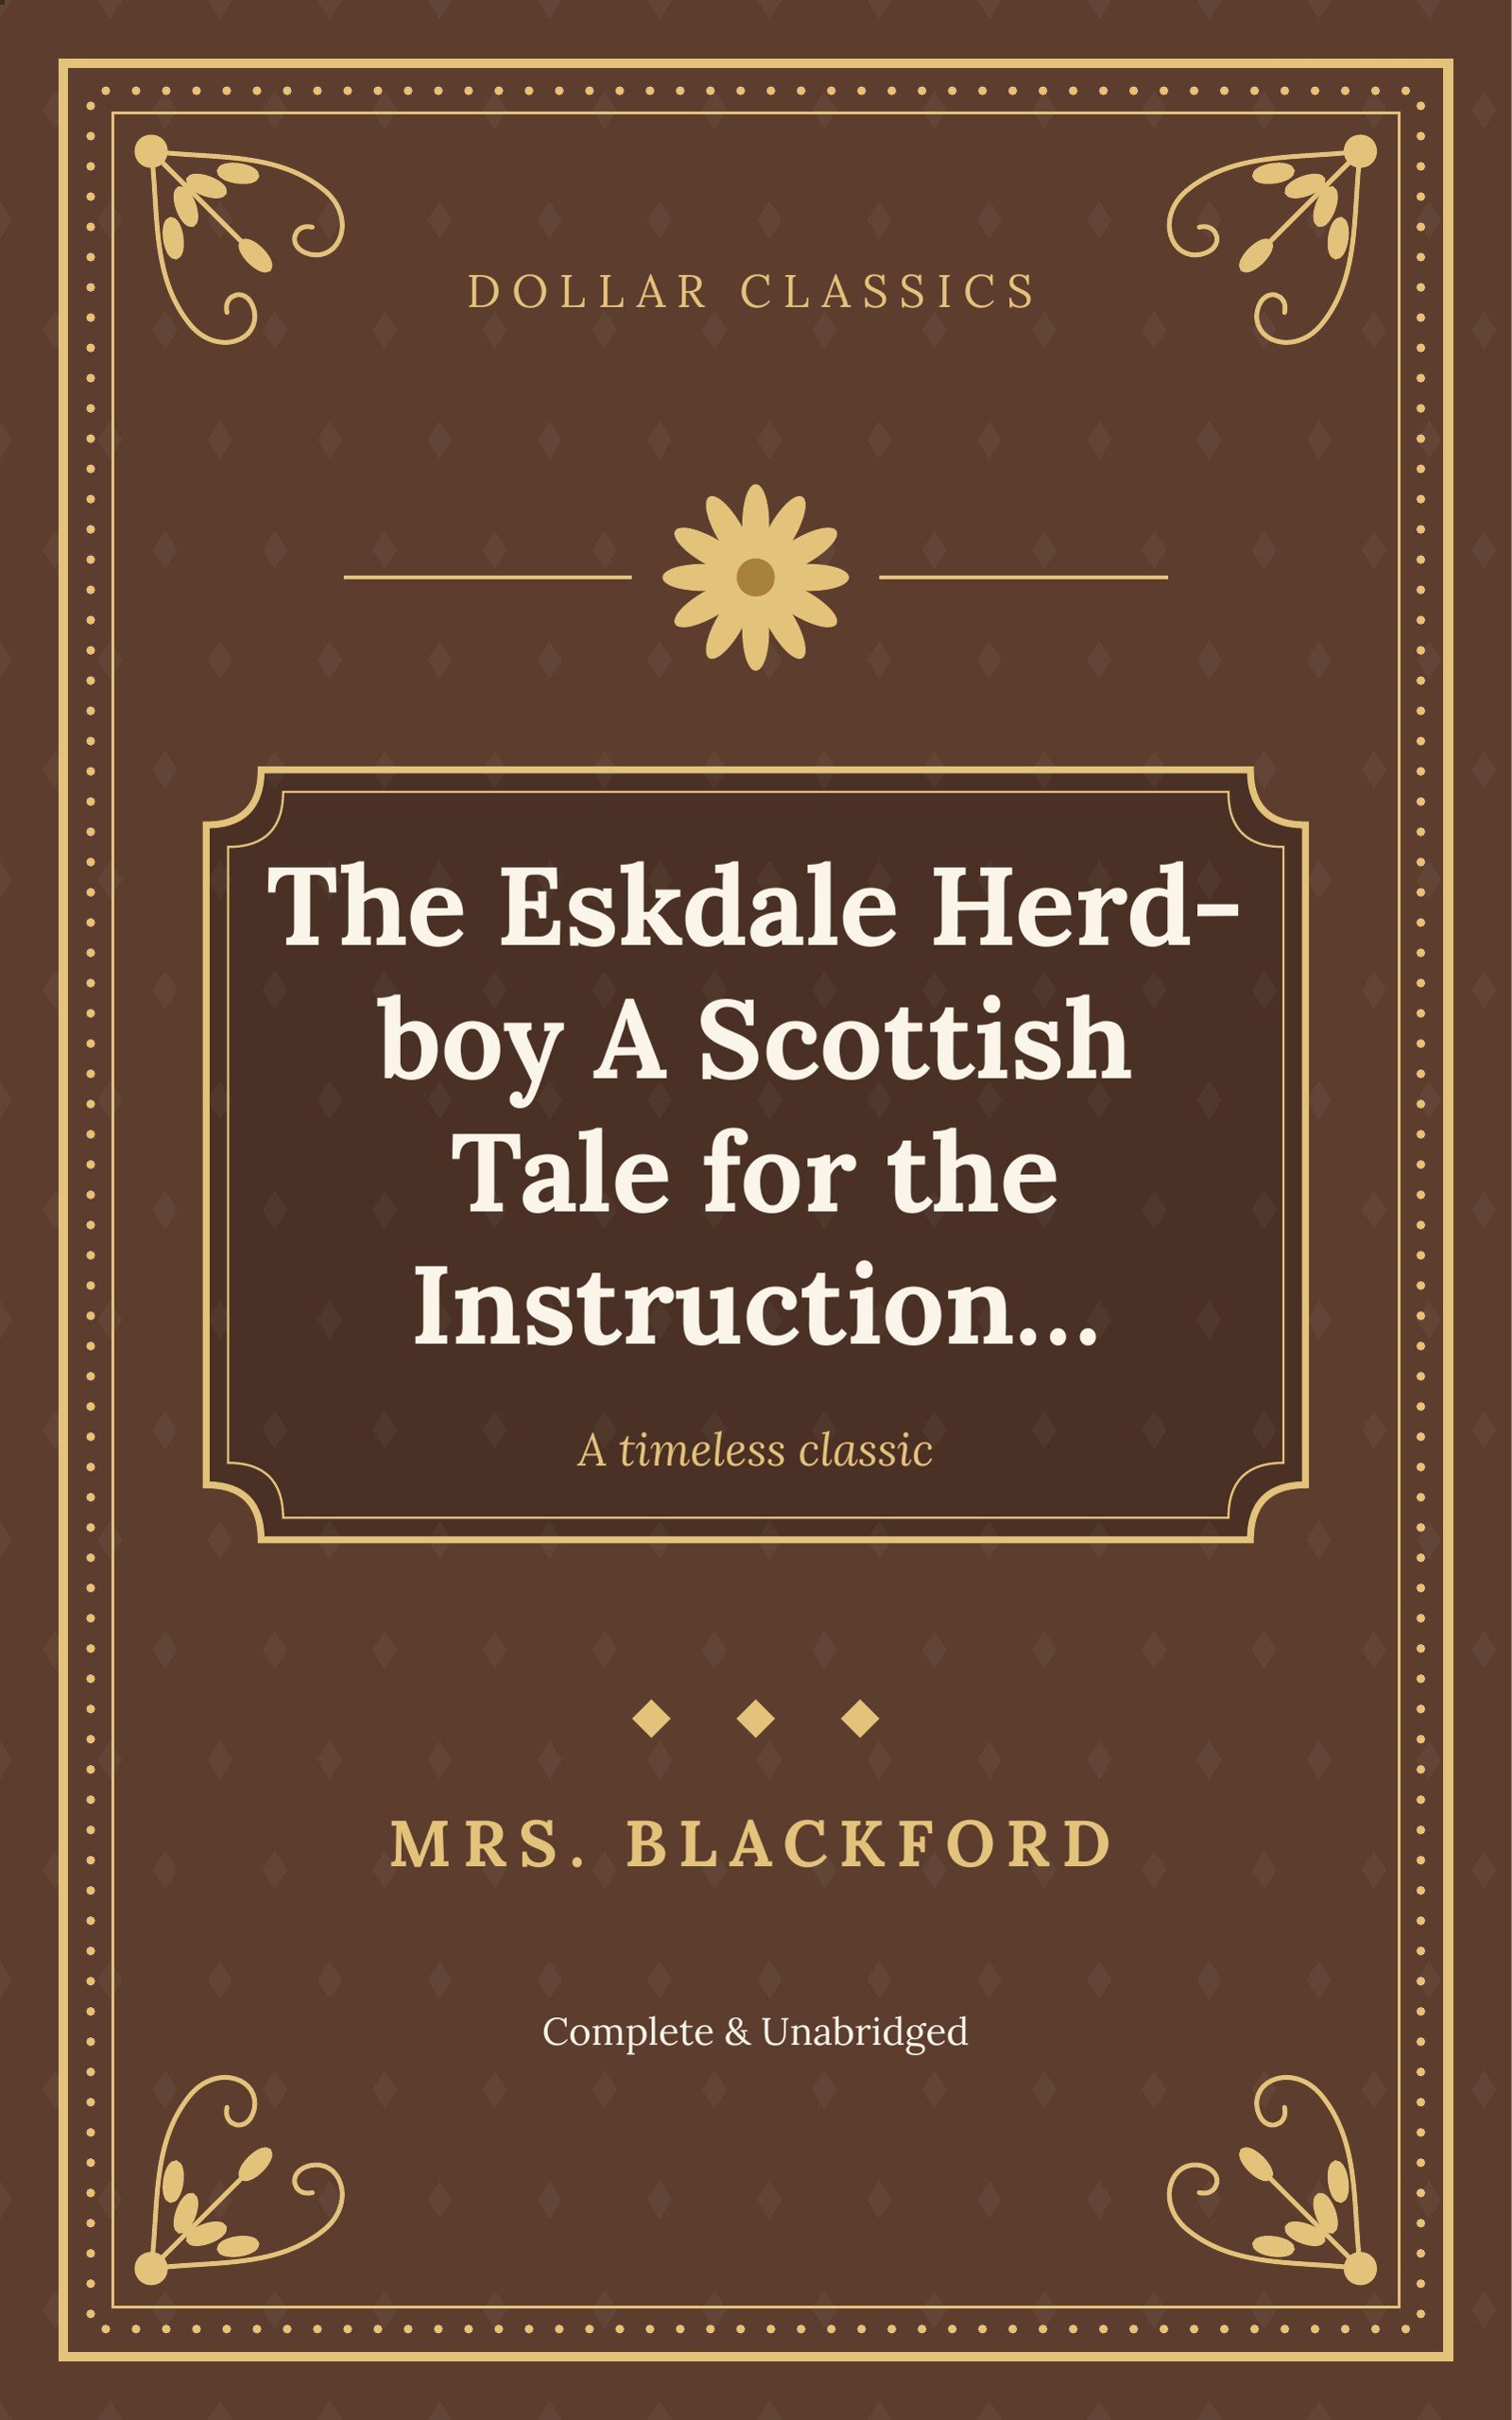 DOLLAR CLASSICS
The Eskdale Herd-
boy A Scottish
Tale for the
Instruction...
A timeless classic
MRS. BLACKFORD
Complete & Unabridged